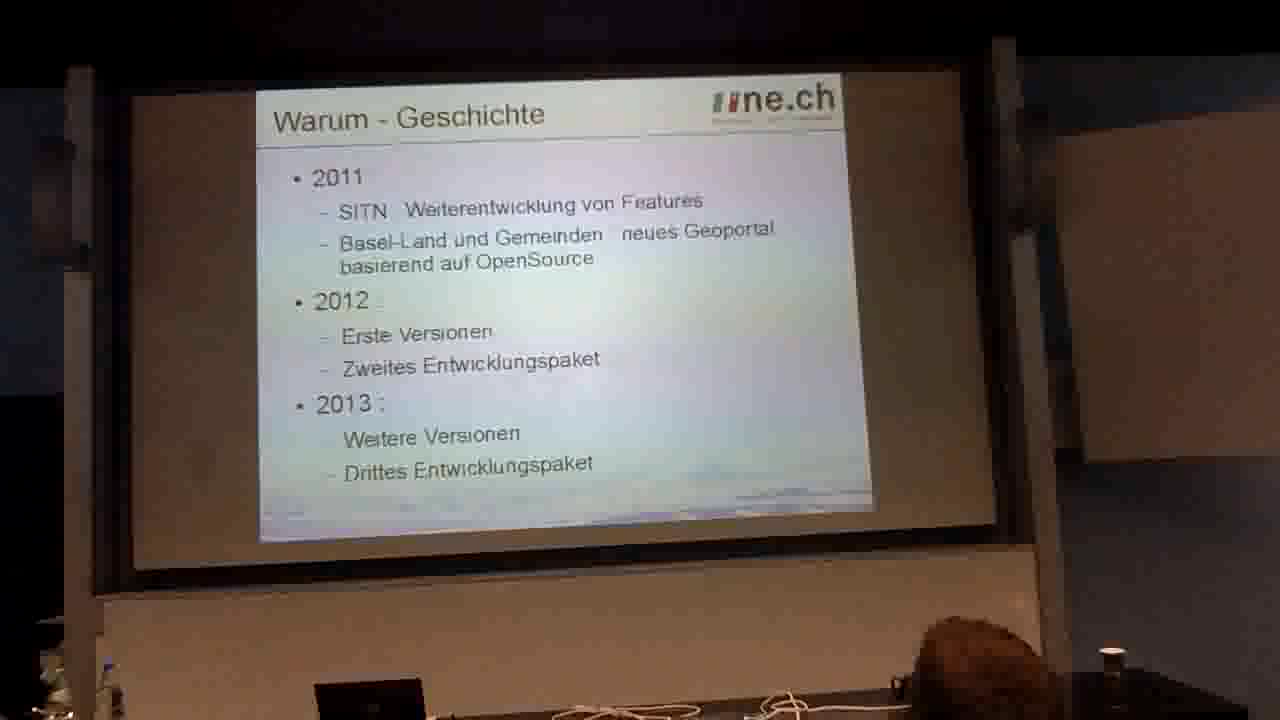 Warum - Geschichte
ne.ch
• 2011
- SITN Weiterentwicklung von Features
- Basel-Land und Gemeinden neues Geoportal
basierend auf OpenSource
• 2012 :
- Erste Versionen
- Zweites Entwicklungspaket
• 2013 :
Weitere Versionen
- Drittes Entwicklungspaket